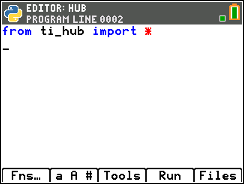 EDITOR: HUB
PROGRAM LINE 0002
from ti_hub import *
_
Fns… a A # Tools Run Files